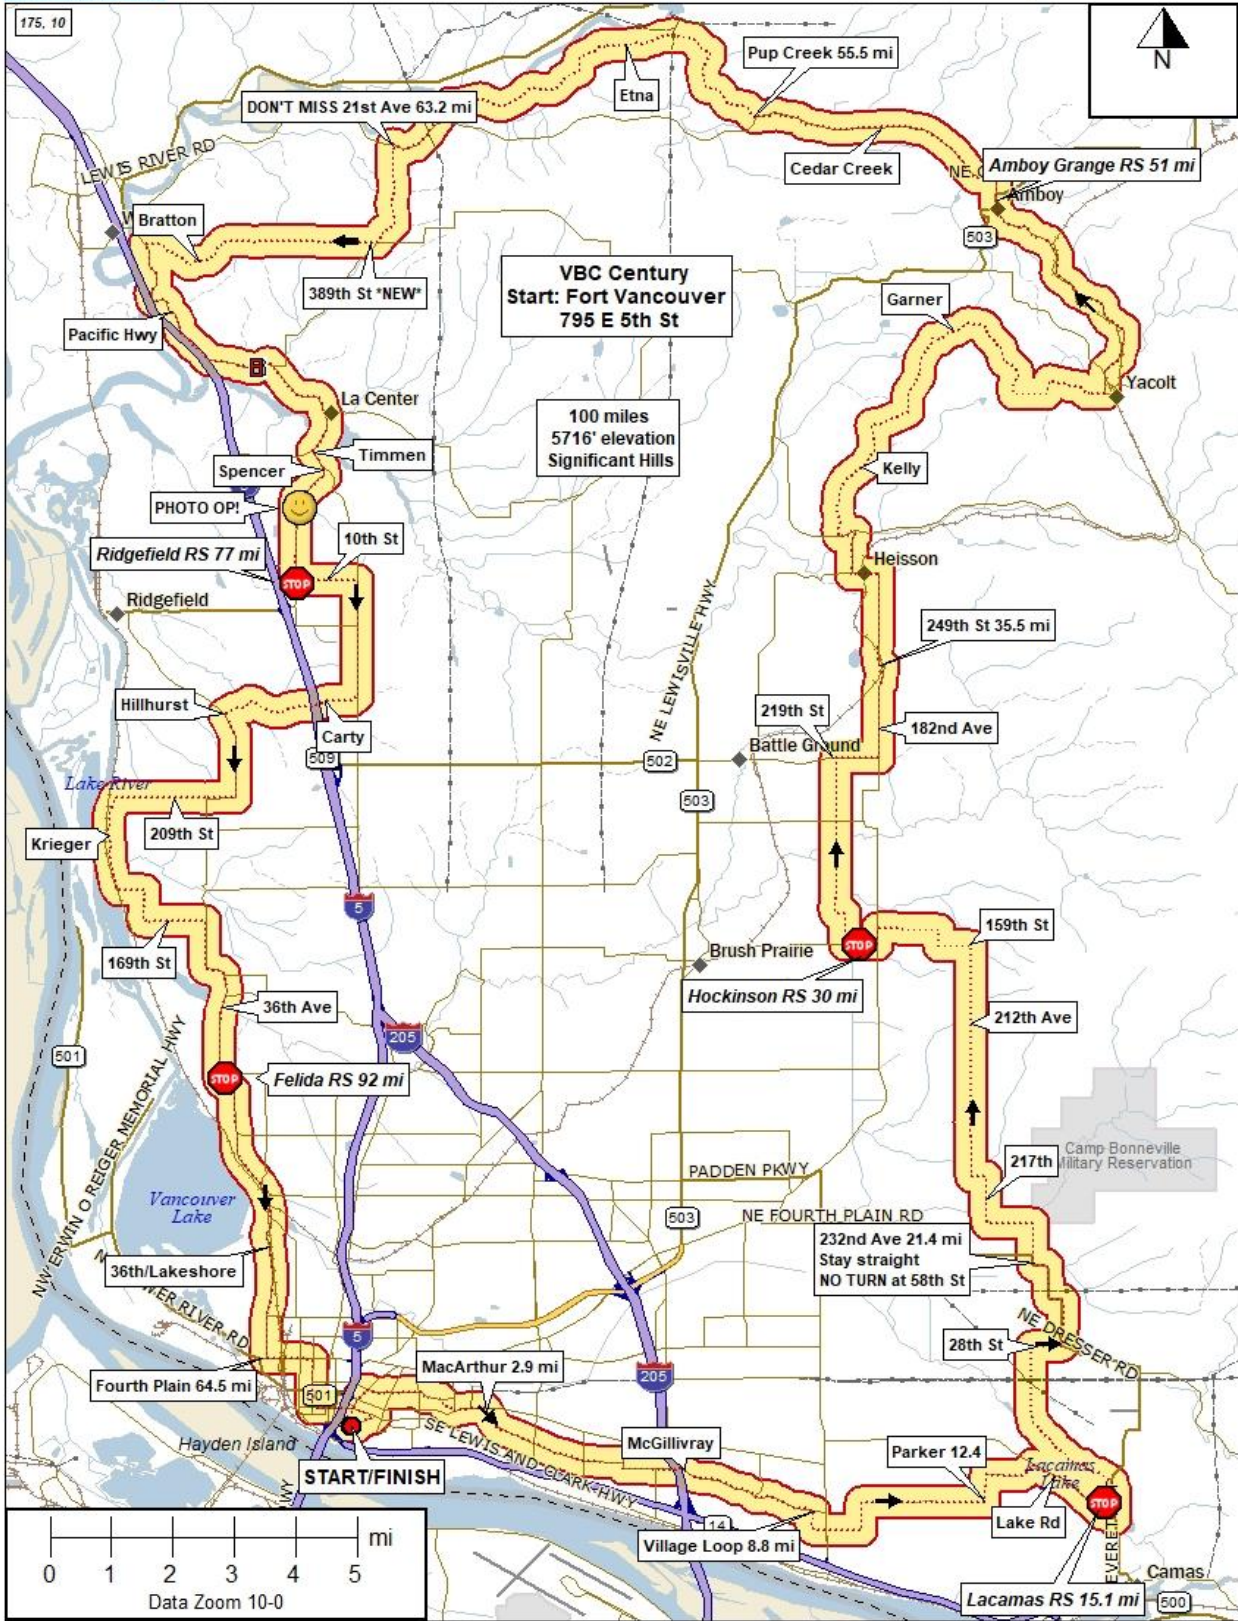 175, 10
N
Pup Creek 55.5 mi
Etna
DON'T MISS 21st Ave 63.2 mi
Cedar Creek
LEWIS RIVER RD
Amboy Grange RS 51 mi
Amboy
Bratton
503
389th St *NEW*
VBC Century
Start: Fort Vancouver
795 E 5th St
Garner
Pacific Hwy
B
La Center
Yacolt
100 miles
5716' elevation
Significant Hills
Timmen
Spencer
Kelly
PHOTO OP!
10th St
Ridgefield RS 77 mi
STOP
Heisson
Ridgefield
NE LEWISVILLE HWY
249th St 35.5 mi
Hillhurst
219th St
182nd Ave
Carty
Battle Ground
509
502
Lake River
503
209th St
Krieger
5
169th St
Brush Prairie
STOP
159th St
Hockinson RS 30 mi
36th Ave
212th Ave
205
501
STOP
Felida RS 92 mi
NW ERWIN O REIGER MEMORIAL HWY
Camp Bonneville
Military Reservation
217th
PADDEN PKWY
Vancouver
Lake
503
NE FOURTH PLAIN RD
232nd Ave 21.4 mi
Stay straight
NO TURN at 58th St
36th/Lakeshore
RIVER RD
5
NE DRESSER RD
28th St
MacArthur 2.9 mi
Fourth Plain 64.5 mi
501
205
SE LEWIS AND CLARK HWY
Hayden Island
McGillivray
Parker 12.4
START/FINISH
Lacamas
Lake
STOP
HWY
Lake Rd
14
Village Loop 8.8 mi
Camas
Lacamas RS 15.1 mi
500
mi
0 1 2 3 4 5
Data Zoom 10-0